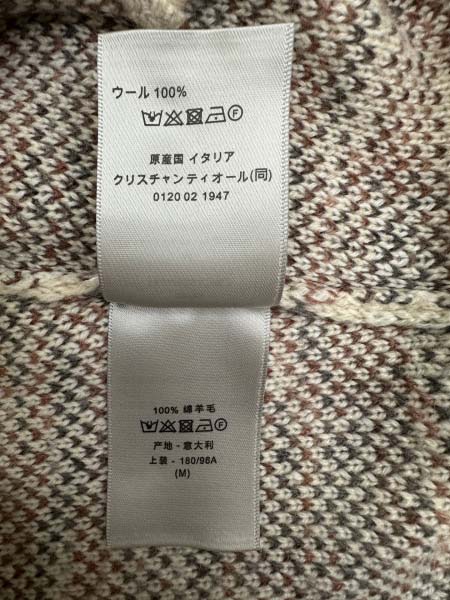 ウール 100%
Ⓕ
原産国 イタリア
クリスチャンディオール(同)
0120 02 1947
100% 绵羊毛
Ⓕ
产地 - 意大利
上装 - 180/96A
(M)